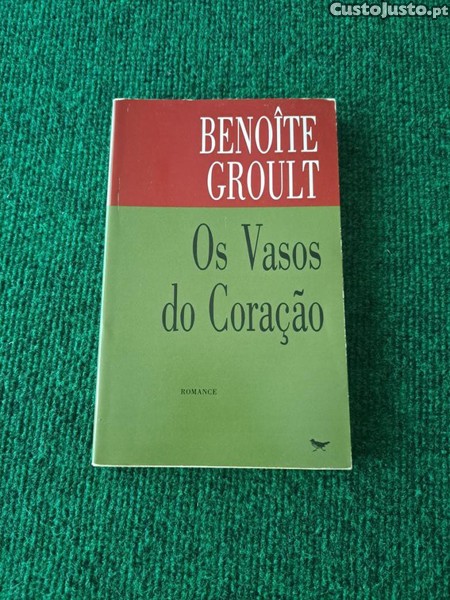 CustoJusto.pt
BENOÎTE
GROULT
Os Vasos
do Coração
ROMANCE